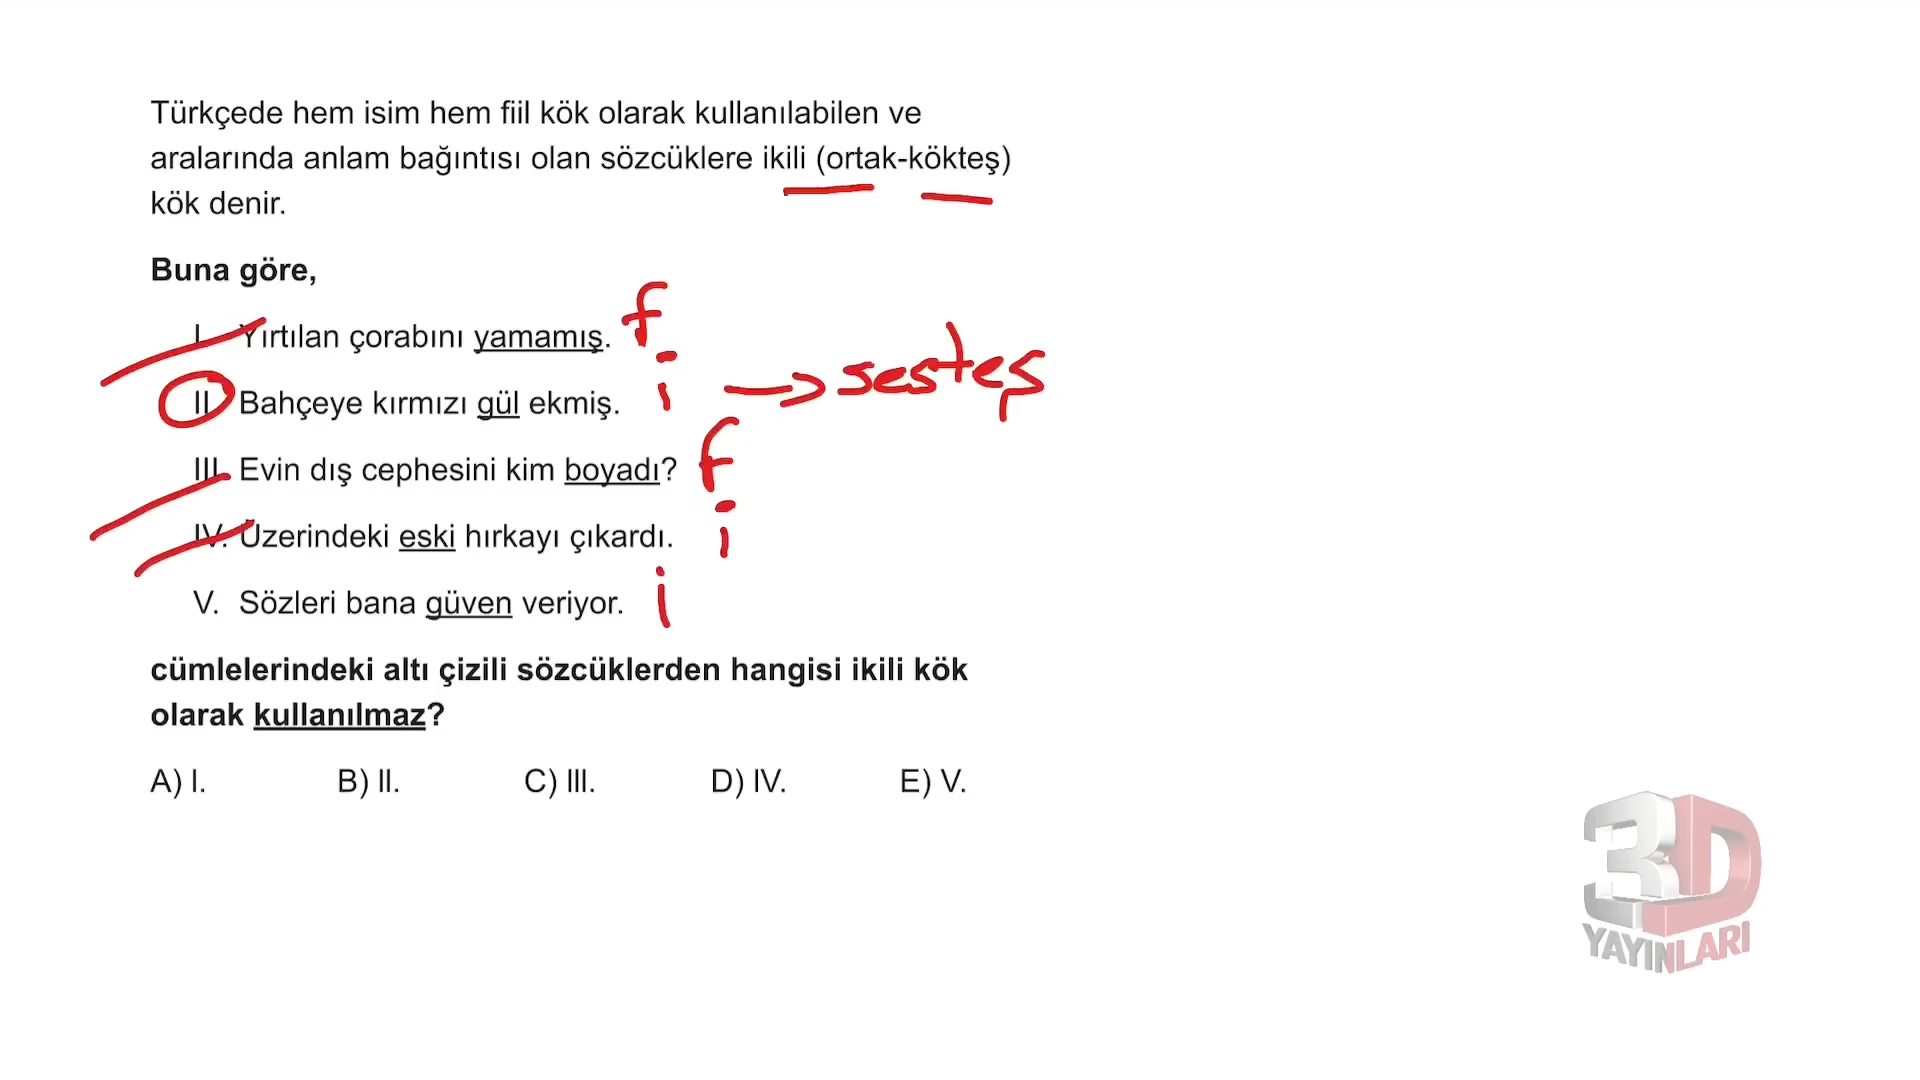 Türkçede hem isim hem fiil kök olarak kullanılabilen ve
aralarında anlam bağıntısı olan sözcüklere ikili (ortak-kökteş)
kök denir.
Buna göre,
I. Yırtılan çorabını yamamış. f
II. Bahçeye kırmızı gül ekmiş. i → sesteş
III. Evin dış cephesini kim boyadı? f
IV. Üzerindeki eski hırkayı çıkardı. i
V. Sözleri bana güven veriyor. i
cümlelerindeki altı çizili sözcüklerden hangisi ikili kök
olarak kullanılmaz?
A) I. B) II. C) III. D) IV. E) V.
3D
YAYINLARI